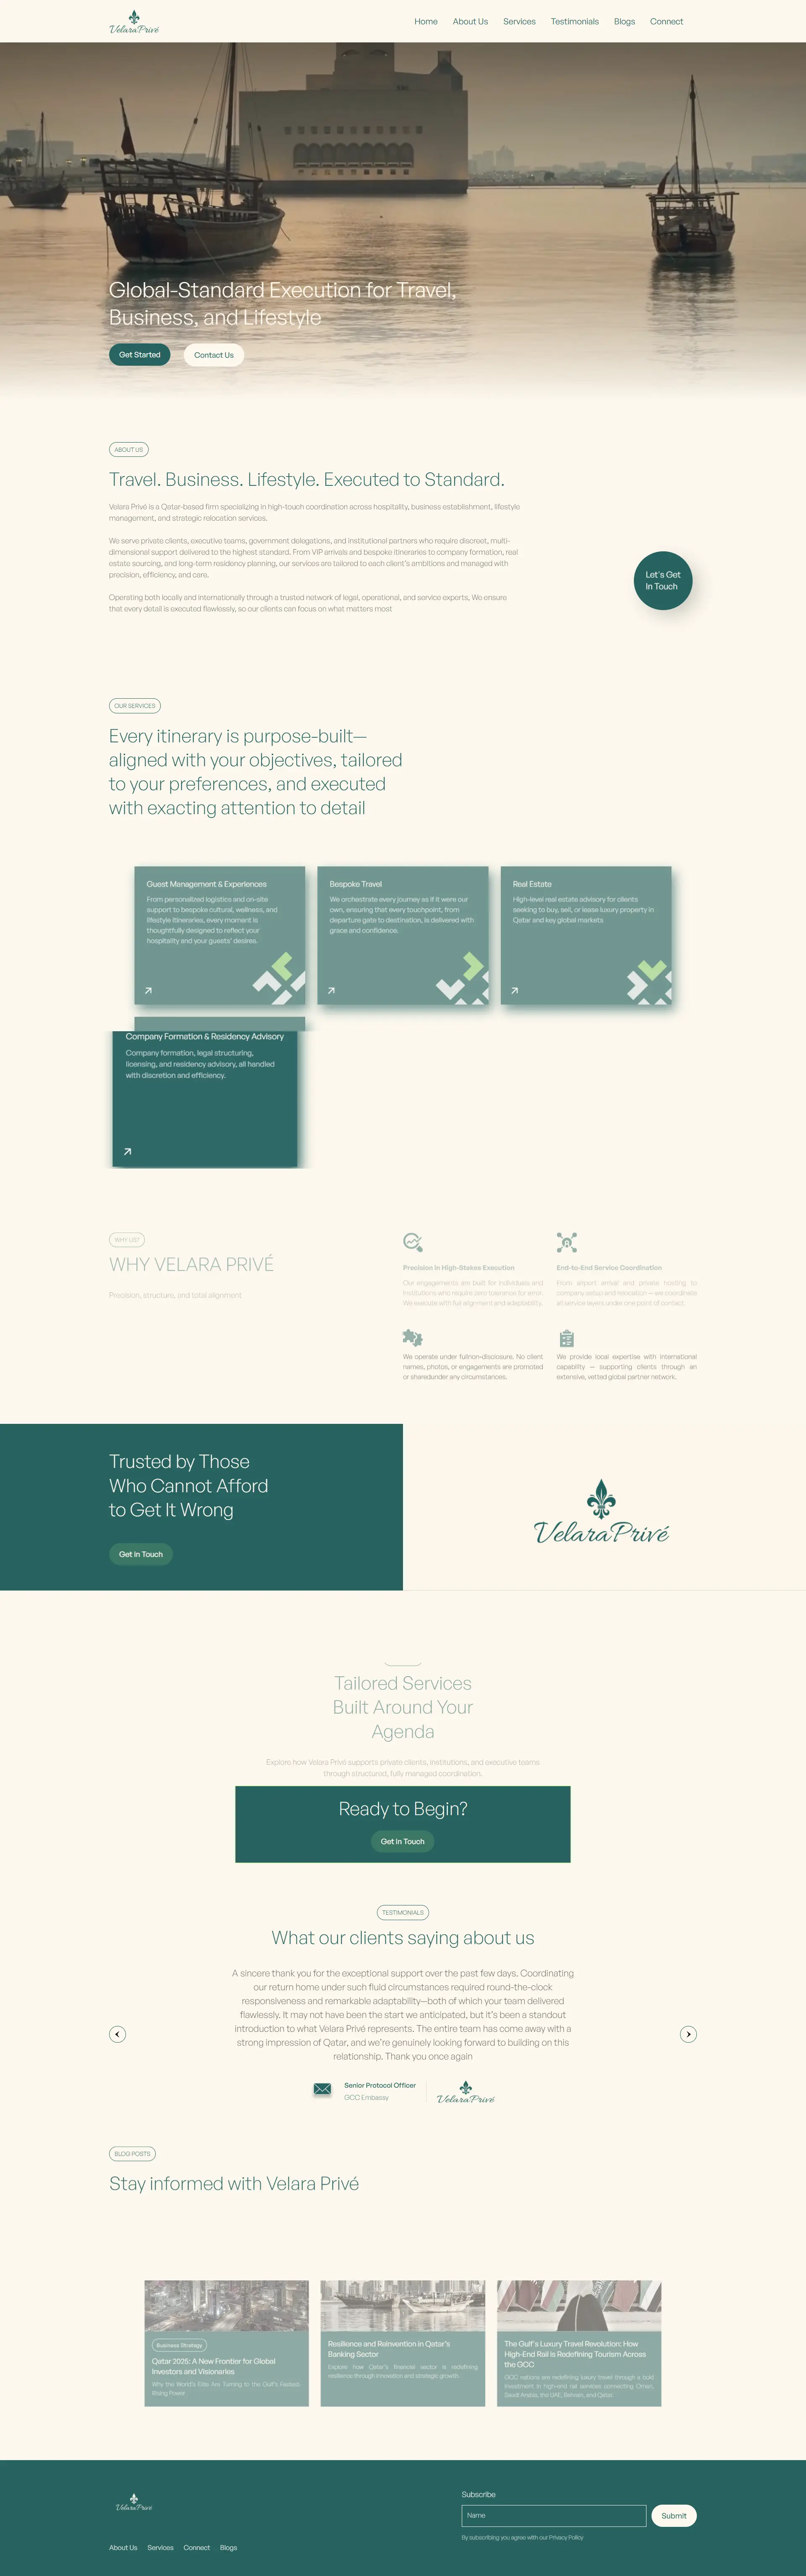 VelaraPrivé
Home About Us Services Testimonials Blogs Connect
Global-Standard Execution for Travel,
Business, and Lifestyle
Get Started Contact Us
ABOUT US
Travel. Business. Lifestyle. Executed to Standard.
Velara Privé is a Qatar-based firm specializing in high-touch coordination across hospitality, business establishment, lifestyle
management, and strategic relocation services.
We serve private clients, executive teams, government delegations, and institutional partners who require discreet, multi-
dimensional support delivered to the highest standard. From VIP arrivals and bespoke itineraries to company formation, real
estate sourcing, and long-term residency planning, our services are tailored to each client's ambitions and managed with
precision, efficiency, and care.
Operating both locally and internationally through a trusted network of legal, operational, and service experts, We ensure
that every detail is executed flawlessly, so our clients can focus on what matters most
Let's Get
In Touch
OUR SERVICES
Every itinerary is purpose-built—
aligned with your objectives, tailored
to your preferences, and executed
with exacting attention to detail
Guest Management & Experiences
From personalized logistics and on-site
support to bespoke cultural, wellness, and
lifestyle itineraries, every moment is
thoughtfully designed to reflect your
hospitality and your guests' desires.
Bespoke Travel
We orchestrate every journey as if it were our
own, ensuring that every touchpoint, from
departure gate to destination, is delivered with
grace and confidence.
Real Estate
High-level real estate advisory for clients
seeking to buy, sell, or lease luxury property in
Qatar and key global markets
Company Formation & Residency Advisory
Company formation, legal structuring,
licensing, and residency advisory, all handled
with discretion and efficiency.
WHY US?
WHY VELARA PRIVÉ
Precision, structure, and total alignment
Precision in High-Stakes Execution
Our engagements are built for individuals and
institutions who require zero tolerance for error.
We execute with full alignment and adaptability.
End-to-End Service Coordination
From airport arrival and private hosting to
company setup and relocation —we coordinate
all service layers under one point of contact.
We operate under fullnon-disclosure. No client
names, photos, or engagements are promoted
or sharedunder any circumstances.
We provide local expertise with international
capability — supporting clients through an
extensive, vetted global partner network.
Trusted by Those
Who Cannot Afford
to Get It Wrong
Get in Touch
VelaraPrivé
Tailored Services
Built Around Your
Agenda
Explore how Velara Privé supports private clients, institutions, and executive teams
through structured, fully managed coordination.
Ready to Begin?
Get in Touch
TESTIMONIALS
What our clients saying about us
A sincere thank you for the exceptional support over the past few days. Coordinating
our return home under such fluid circumstances required round-the-clock
responsiveness and remarkable adaptability—both of which your team delivered
flawlessly. It may not have been the start we anticipated, but it's been a standout
introduction to what Velara Privé represents. The entire team has come away with a
strong impression of Qatar, and we're genuinely looking forward to building on this
relationship. Thank you once again
Senior Protocol Officer
GCC Embassy
VelaraPrivé
BLOG POSTS
Stay informed with Velara Privé
Business Strategy
Qatar 2025: A New Frontier for Global
Investors and Visionaries
Why the World's Elite Are Turning to the Gulf's Fastest-
Rising Power
Resilience and Reinvention in Qatar's
Banking Sector
Explore how Qatar's financial sector is redefining
resilience through innovation and strategic growth.
The Gulf's Luxury Travel Revolution: How
High-End Rail is Redefining Tourism Across
the GCC
GCC nations are redefining luxury travel through a bold
investment in high-end rail services connecting Oman,
Saudi Arabia, the UAE, Bahrain, and Qatar.
VelaraPrivé
About Us Services Connect Blogs
Subscribe
Name
Submit
By subscribing you agree with our Privacy Policy